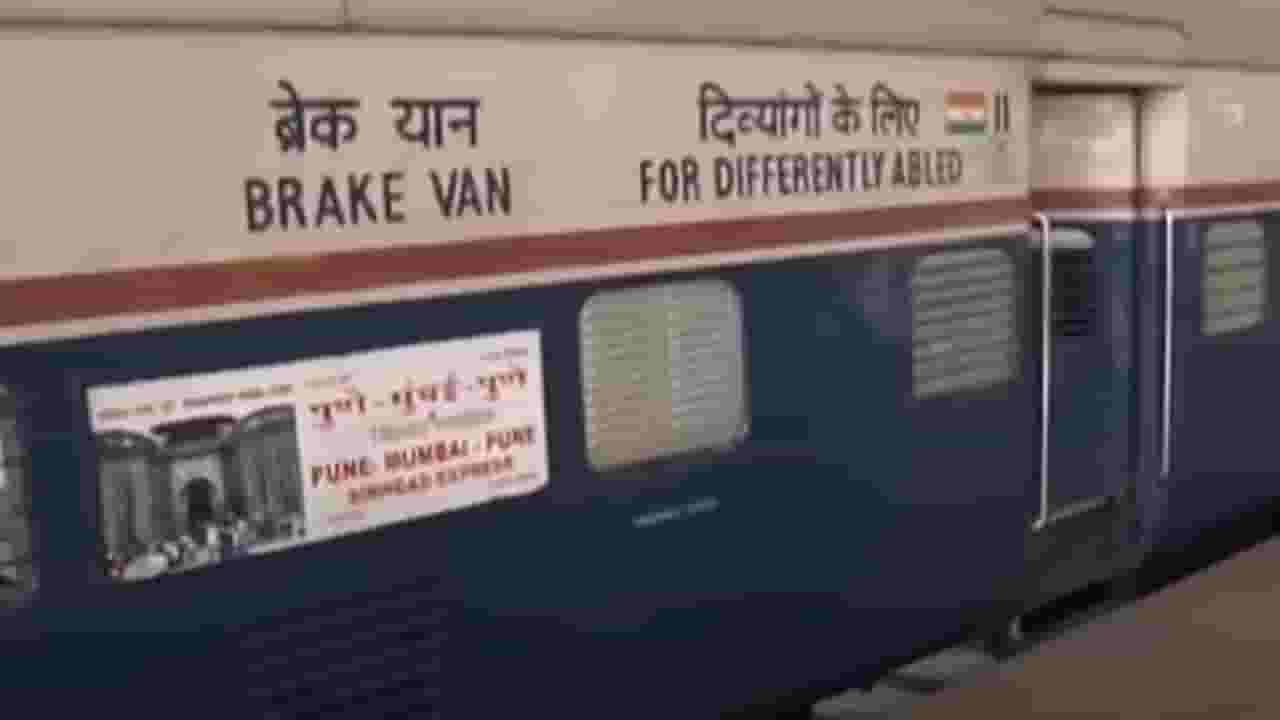 ब्रेक यान
BRAKE VAN
दिव्यांगों के लिए
FOR DIFFERENTLY ABLED
पुणे - मुंबई - पुणे
PUNE - MUMBAI - PUNE
SINHGAD EXPRESS